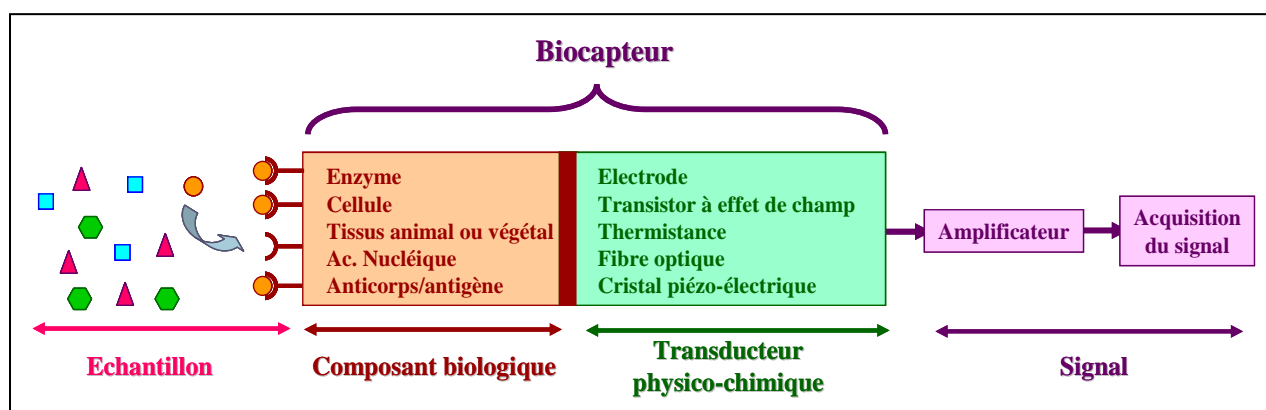 Biocapteur
Enzyme
Cellule
Tissus animal ou végétal
Ac. Nucléique
Anticorps/antigène
Electrode
Transistor à effet de champ
Thermistance
Fibre optique
Cristal piézo-électrique
Amplificateur
Acquisition
du signal
Echantillon
Composant biologique
Transducteur
physico-chimique
Signal